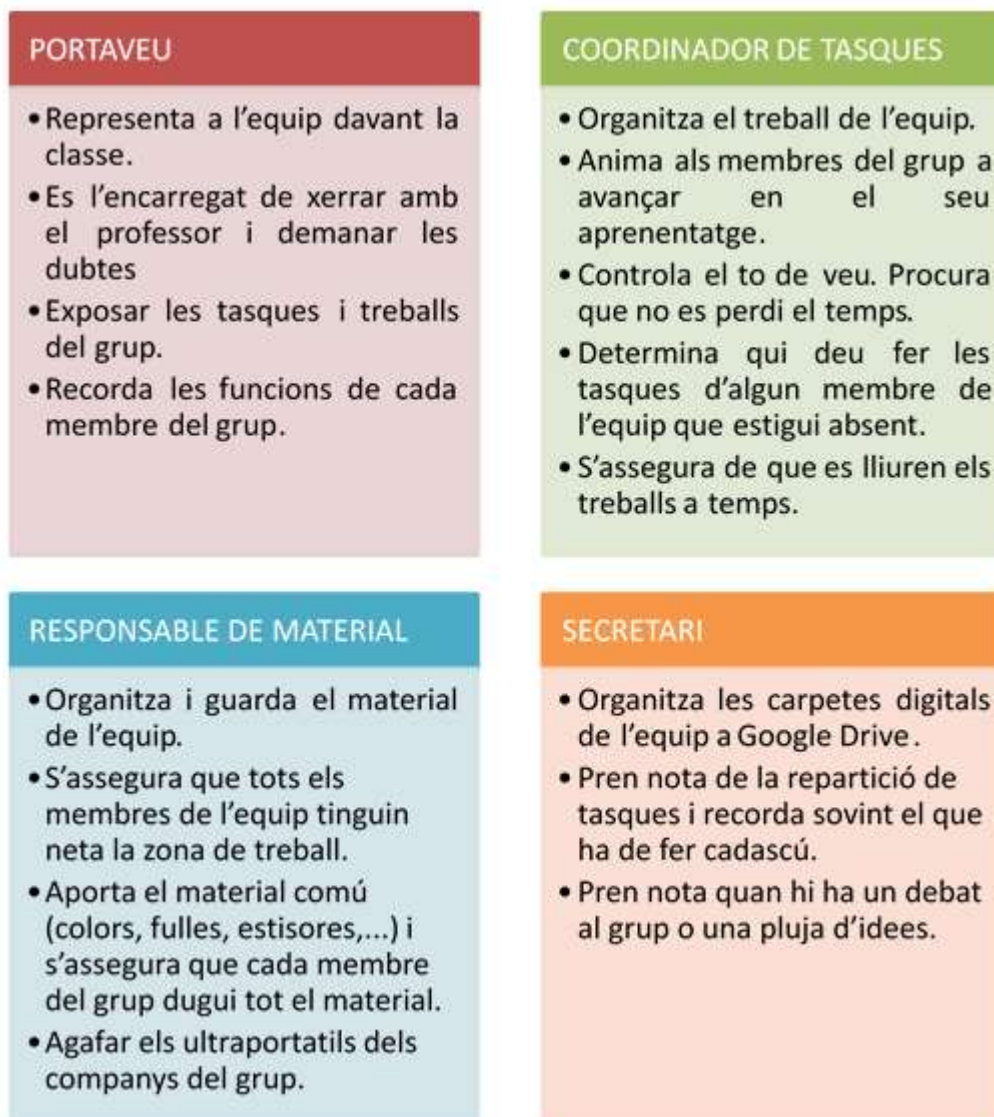 PORTAVEU
•Representa a l’equip davant la
classe.
•Es l’encarregat de xerrar amb
el professor i demanar les
dubtes
•Exposar les tasques i treballs
del grup.
•Recorda les funcions de cada
membre del grup.
COORDINADOR DE TASQUES
•Organitza el treball de l’equip.
•Anima als membres del grup a
avançar en el seu
aprenentatge.
•Controla el to de veu. Procura
que no es perdi el temps.
•Determina qui deu fer les
tasques d’algun membre de
l’equip que estigui absent.
•S’assegura de que es lliuren els
treballs a temps.
RESPONSABLE DE MATERIAL
•Organitza i guarda el material
de l’equip.
•S’assegura que tots els
membres de l’equip tinguin
neta la zona de treball.
•Aporta el material comú
(colors, fulles, estisores,...) i
s’assegura que cada membre
del grup dugui tot el material.
•Agafar els ultraportatils dels
companys del grup.
SECRETARI
•Organitza les carpetes digitals
de l’equip a Google Drive.
•Pren nota de la repartició de
tasques i recorda sovint el que
ha de fer cadascú.
•Pren nota quan hi ha un debat
al grup o una pluja d’idees.